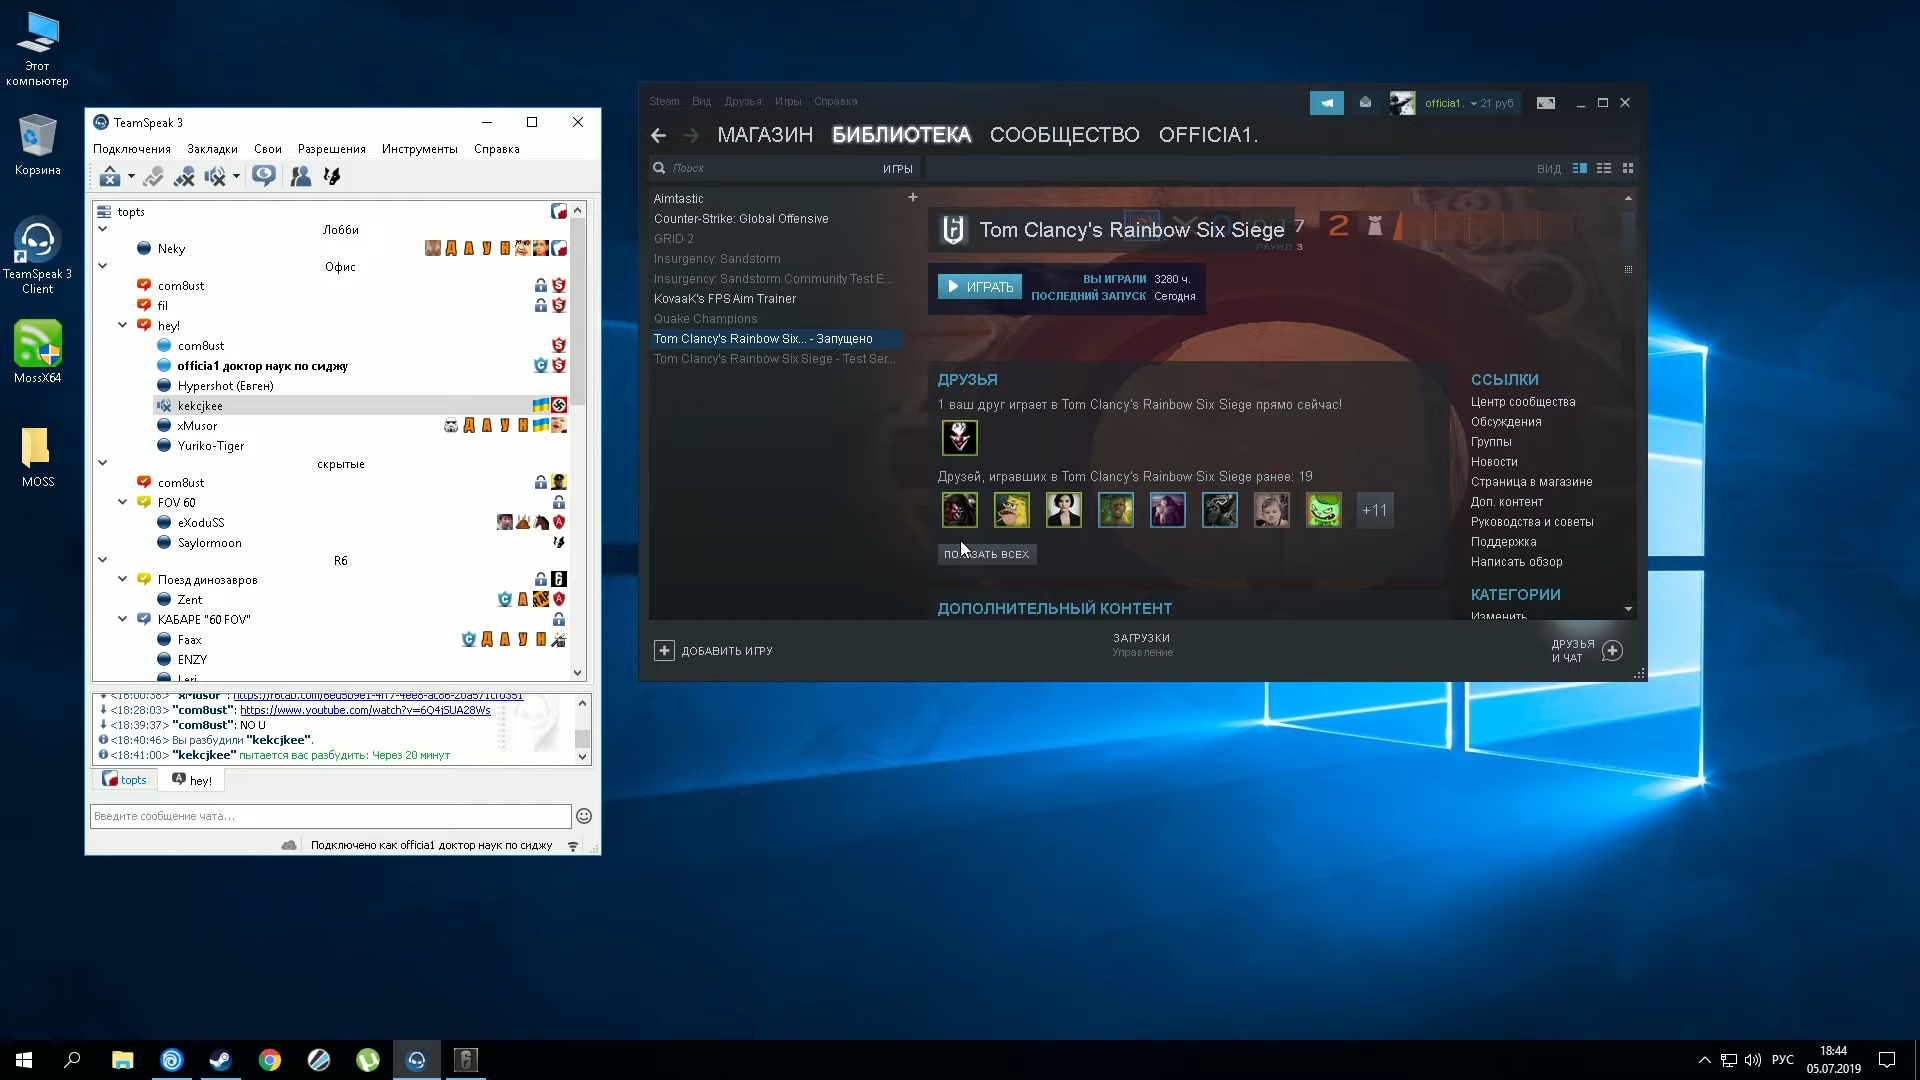 Этот
компьютер
Корзина
TeamSpeak 3
Client
MossX64
MOSS
TeamSpeak 3
Подключения Закладки Свои Разрешения Инструменты Справка
topts
Лобби
Neky Д А У Н
Офис
com8ust
fil
hey!
com8ust
officia1 доктор наук по сиджу
Hypershot (Евген)
kekcjkee
xMusor Д А У Н
Yuriko-Tiger
скрытые
com8ust
FOV 60
eXoduSS
Saylormoon
R6
Поезд динозавров
Zent
КАБАРЕ "60 FOV"
Faax Д А У Н
ENZY
Leri
<18:28:03> "com8ust": https://www.youtube.com/watch?v=6Q4jSUA28Ws
<18:39:37> "com8ust": NO U
<18:40:46> Вы разбудили "kekcjkee".
<18:41:00> "kekcjkee" пытается вас разбудить: Через 20 минут
topts hey!
Введите сообщение чата...
Подключено как officia1 доктор наук по сиджу
Steam Вид Друзья Игры Справка
officia1. 21 руб
МАГАЗИН БИБЛИОТЕКА СООБЩЕСТВО OFFICIA1.
Поиск ИГРЫ ВИД
Aimtastic
Counter-Strike: Global Offensive
GRID 2
Insurgency: Sandstorm
Insurgency: Sandstorm Community Test E...
KovaaK's FPS Aim Trainer
Quake Champions
Tom Clancy's Rainbow Six... - Запущено
Tom Clancy's Rainbow Six Siege - Test Ser...
Tom Clancy's Rainbow Six Siege 7 2
РАУНД 3
ИГРАТЬ
ВЫ ИГРАЛИ 3280 ч.
ПОСЛЕДНИЙ ЗАПУСК Сегодня
ДРУЗЬЯ
1 ваш друг играет в Tom Clancy's Rainbow Six Siege прямо сейчас!
Друзей, игравших в Tom Clancy's Rainbow Six Siege ранее: 19
+11
ПОКАЗАТЬ ВСЕХ
ДОПОЛНИТЕЛЬНЫЙ КОНТЕНТ
ССЫЛКИ
Центр сообщества
Обсуждения
Группы
Новости
Страница в магазине
Доп. контент
Руководства и советы
Поддержка
Написать обзор
КАТЕГОРИИ
Изменить
ДОБАВИТЬ ИГРУ
ЗАГРУЗКИ
Управление
ДРУЗЬЯ
И ЧАТ
РУС
18:44
05.07.2019